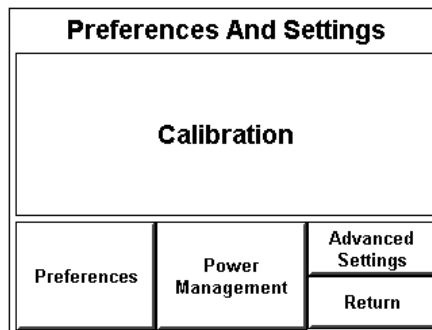 Preferences And Settings
Calibration
Preferences
Power
Management
Advanced
Settings
Return